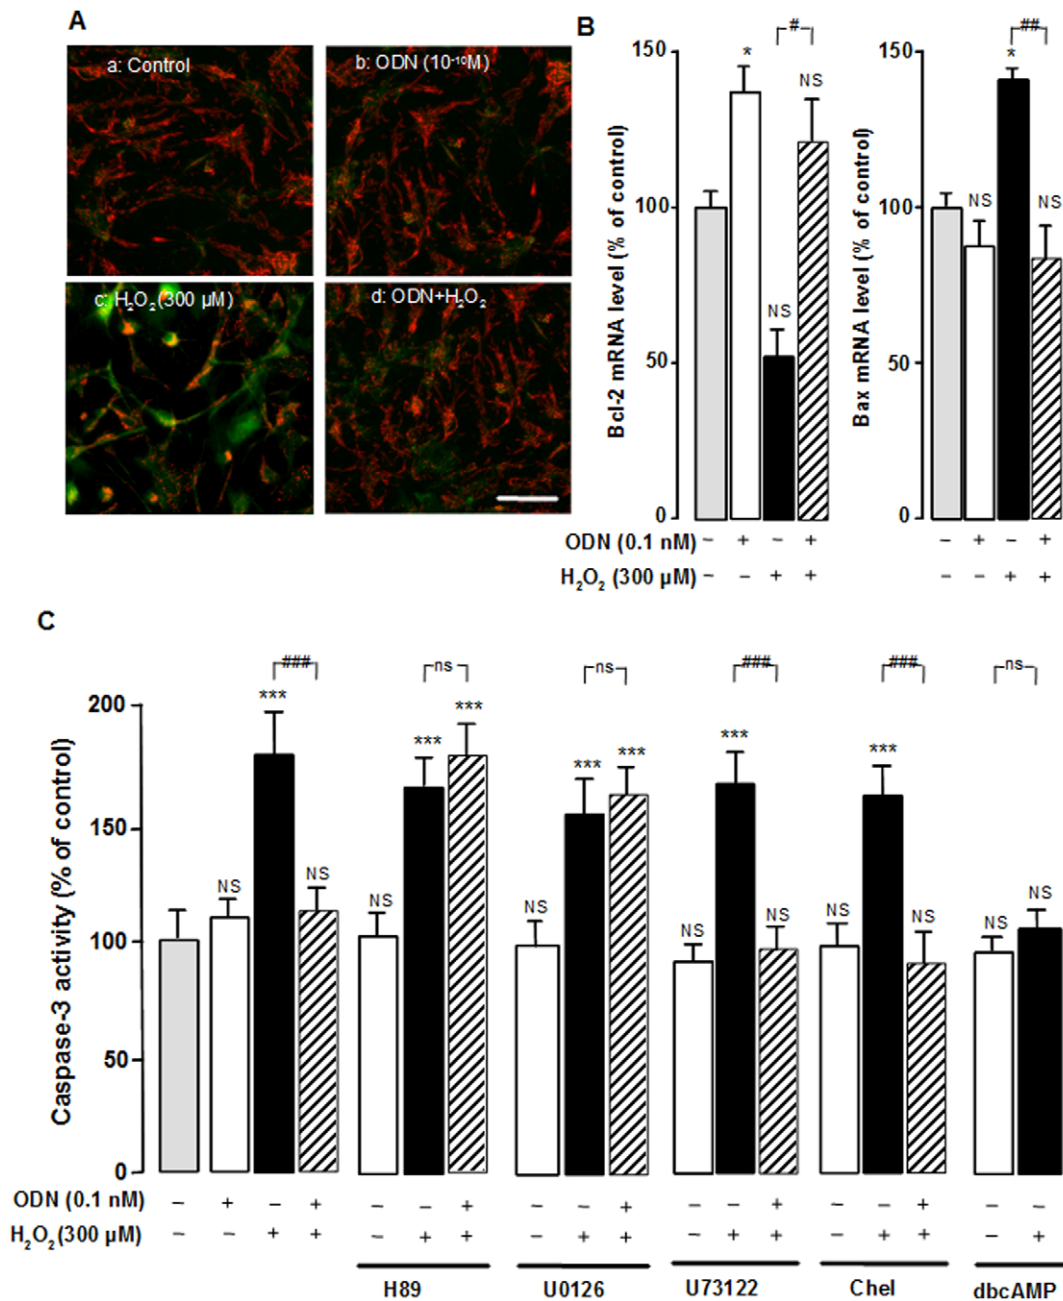 A
a: Control
b: ODN (10⁻¹⁰M)
c: H₂O₂ (300 µM)
d: ODN+H₂O₂
B
Bcl-2 mRNA level (% of control)
150
100
50
0
*
NS
#
NS
Bax mRNA level (% of control)
150
100
50
0
NS
*
##
NS
ODN (0.1 nM) – + – + – + – +
H₂O₂ (300 µM) – – + + – – + +
C
Caspase-3 activity (% of control)
200
150
100
50
0
### ns ns ### ### ns
NS *** NS
NS *** ***
NS *** ***
NS *** NS
NS *** NS
NS NS
ODN (0.1 nM) – + – + – – + – – + – – + – – + – –
H₂O₂ (300 µM) – – + + – + + – + + – + + – + + – +
H89 U0126 U73122 Chel dbcAMP